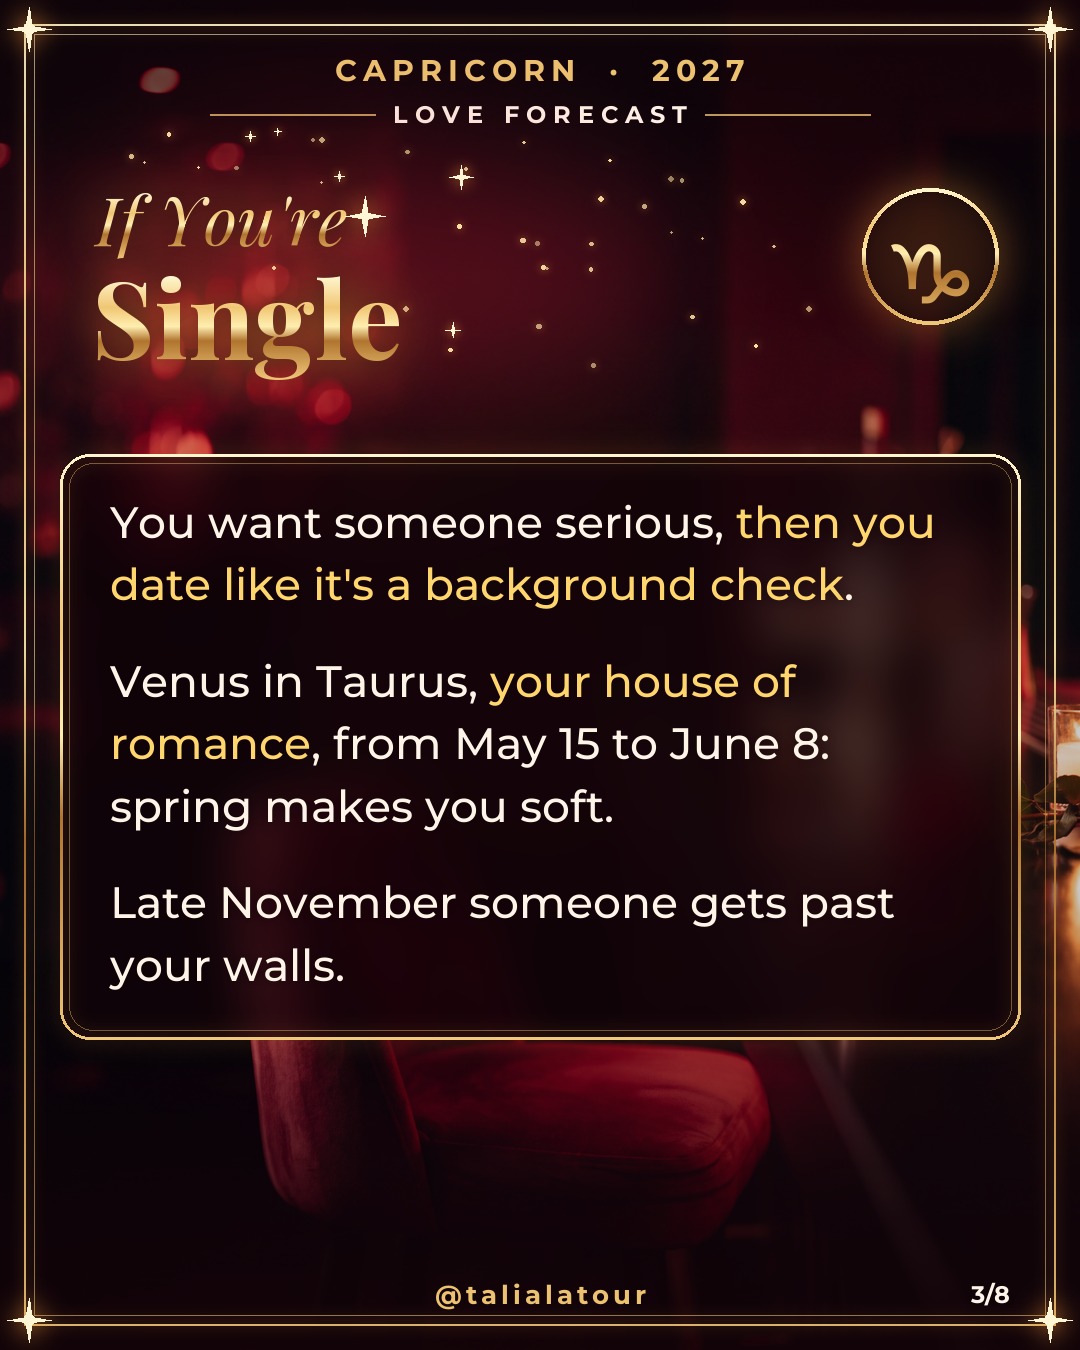 CAPRICORN · 2027
LOVE FORECAST
If You're
Single
♑
You want someone serious, then you
date like it's a background check.
Venus in Taurus, your house of
romance, from May 15 to June 8:
spring makes you soft.
Late November someone gets past
your walls.
@talialatour
3/8